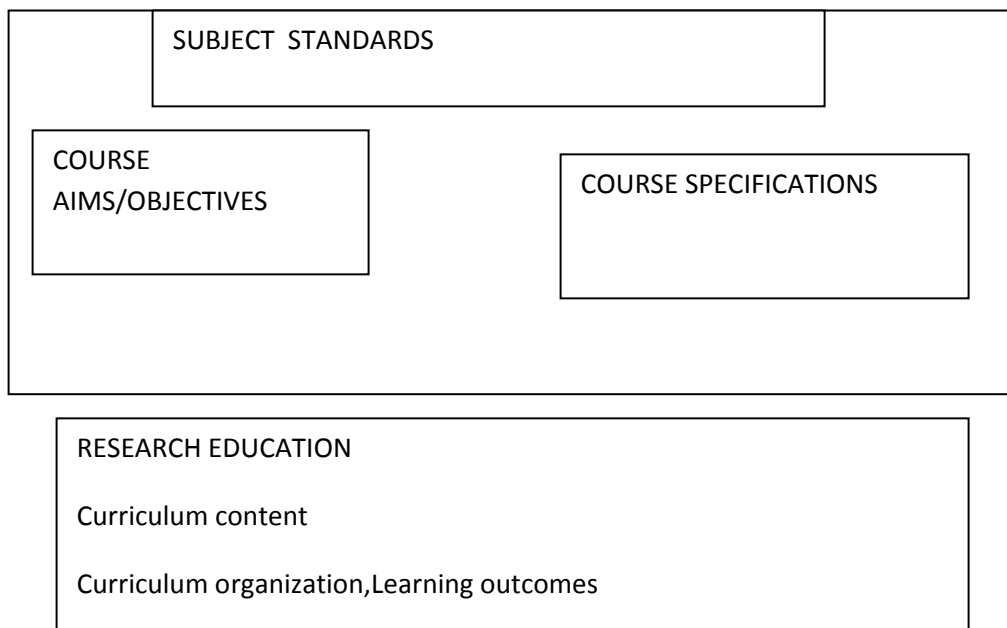 SUBJECT STANDARDS
COURSE
AIMS/OBJECTIVES
COURSE SPECIFICATIONS
RESEARCH EDUCATION
Curriculum content
Curriculum organization,Learning outcomes